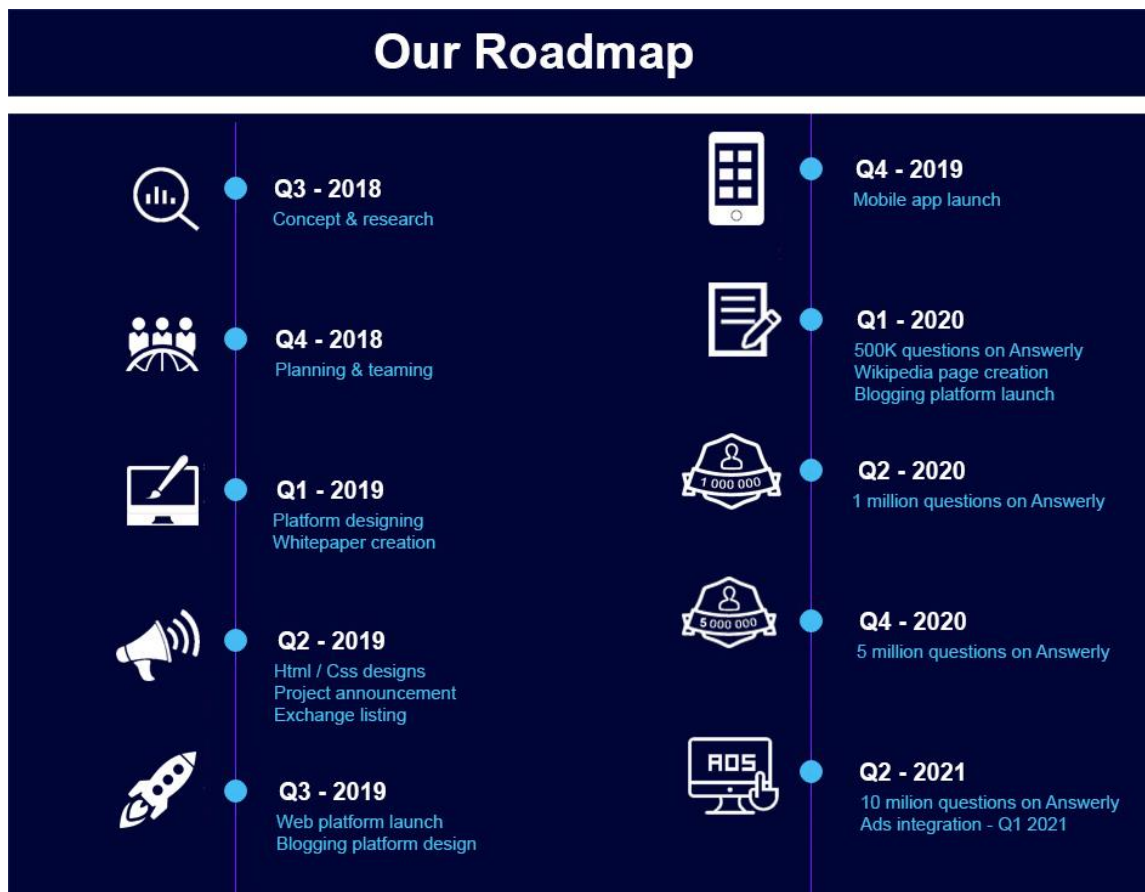 Our Roadmap
Q3 - 2018
Concept & research
Q4 - 2018
Planning & teaming
Q1 - 2019
Platform designing
Whitepaper creation
Q2 - 2019
Html / Css designs
Project announcement
Exchange listing
Q3 - 2019
Web platform launch
Blogging platform design
Q4 - 2019
Mobile app launch
Q1 - 2020
500K questions on Answerly
Wikipedia page creation
Blogging platform launch
1 000 000
Q2 - 2020
1 million questions on Answerly
5 000 000
Q4 - 2020
5 million questions on Answerly
ADS
Q2 - 2021
10 milion questions on Answerly
Ads integration - Q1 2021